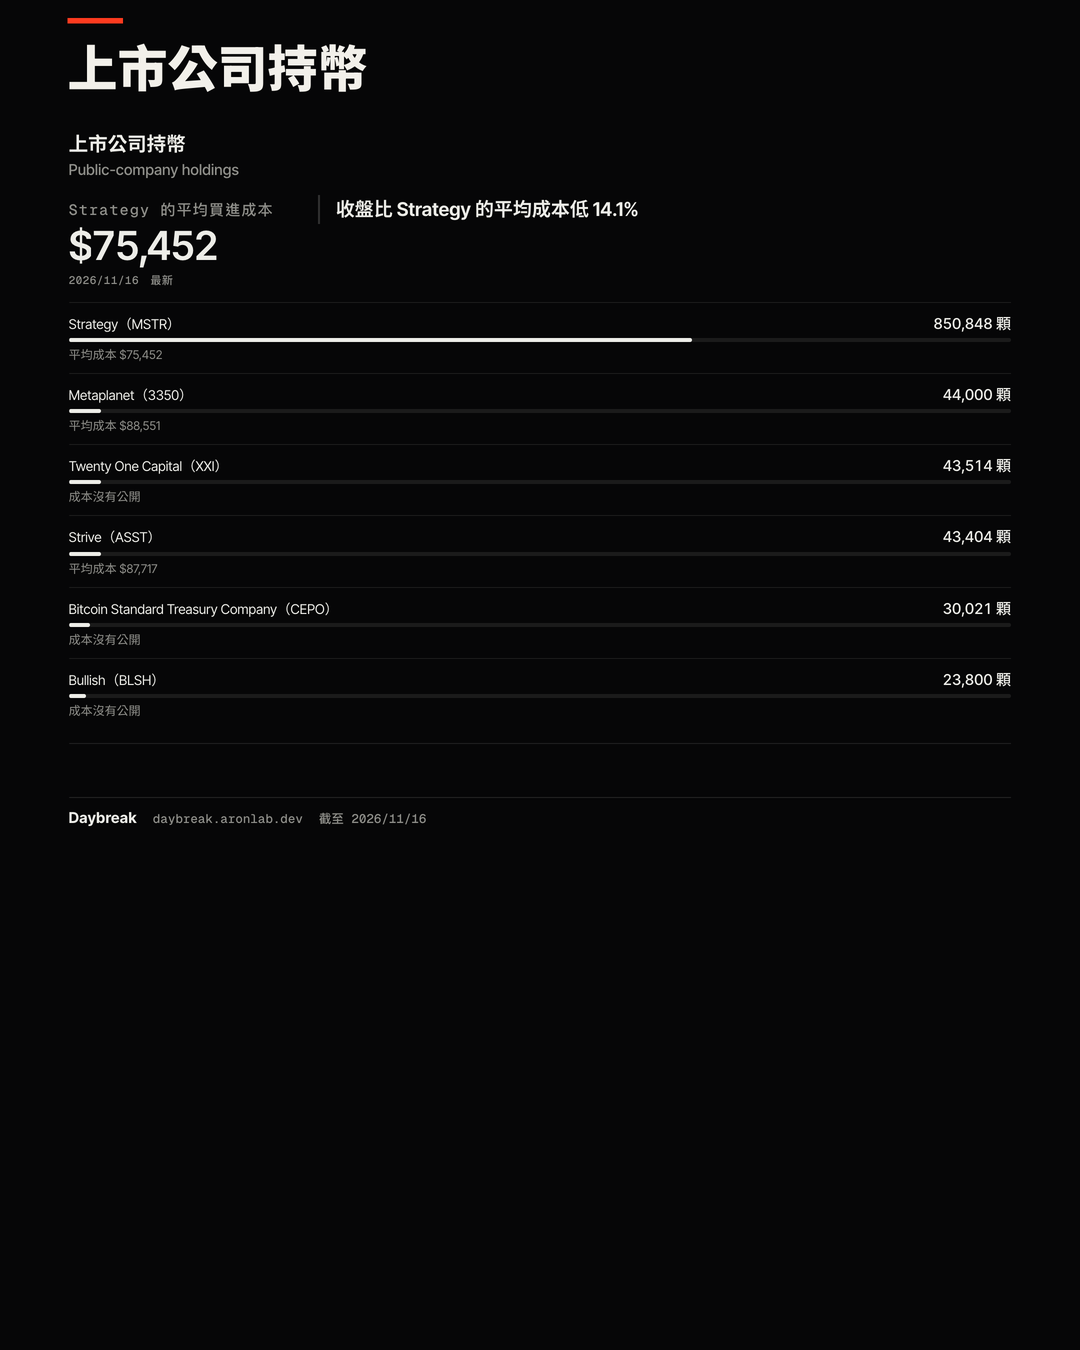 上市公司持幣
上市公司持幣
Public-company holdings
Strategy 的平均買進成本
收盤比 Strategy 的平均成本低 14.1%
$75,452
2026/11/16 最新
Strategy（MSTR） 850,848 顆
平均成本 $75,452
Metaplanet（3350） 44,000 顆
平均成本 $88,551
Twenty One Capital（XXI） 43,514 顆
成本沒有公開
Strive（ASST） 43,404 顆
平均成本 $87,717
Bitcoin Standard Treasury Company（CEPO） 30,021 顆
成本沒有公開
Bullish（BLSH） 23,800 顆
成本沒有公開
Daybreak daybreak.aronlab.dev 截至 2026/11/16